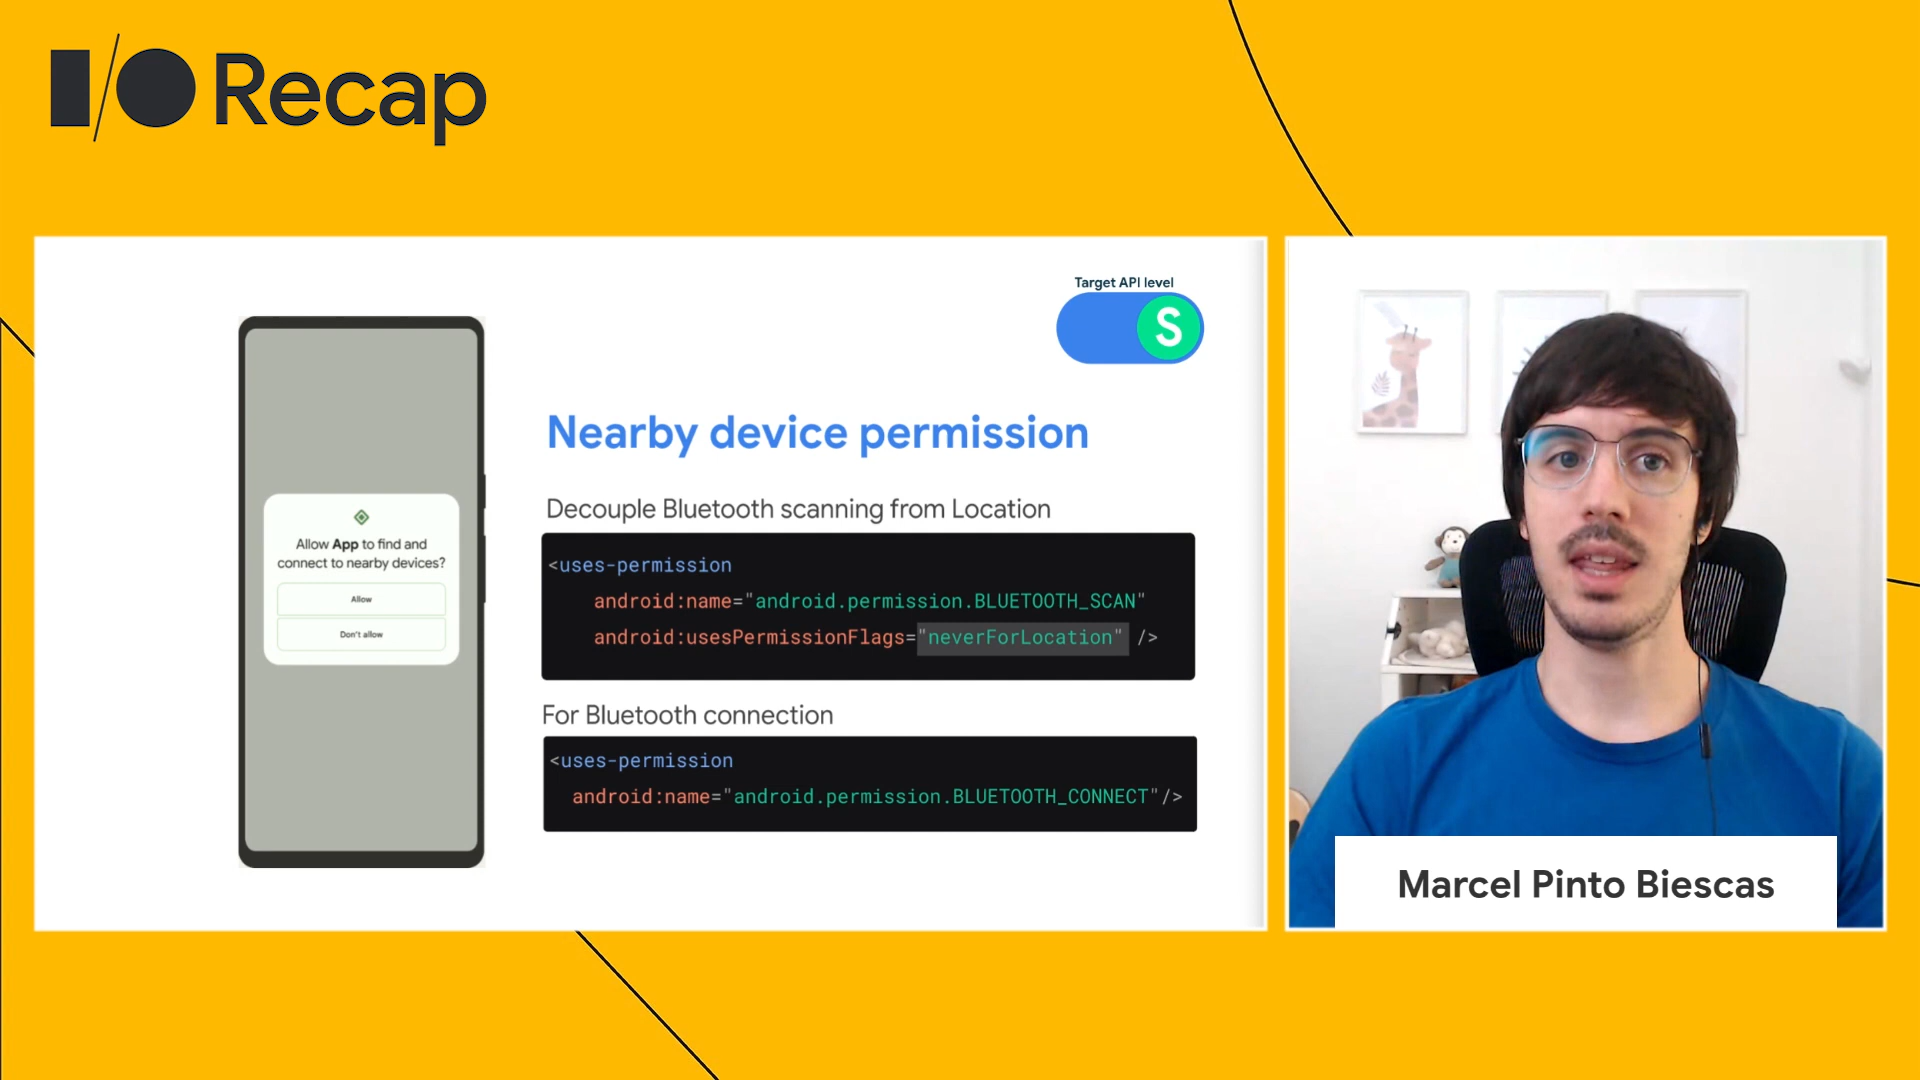 I/O Recap
Target API level
S
Nearby device permission
Decouple Bluetooth scanning from Location
<uses-permission
android:name="android.permission.BLUETOOTH_SCAN"
android:usesPermissionFlags="neverForLocation" />
For Bluetooth connection
<uses-permission
android:name="android.permission.BLUETOOTH_CONNECT"/>
Allow App to find and
connect to nearby devices?
Allow
Don't allow
Marcel Pinto Biescas